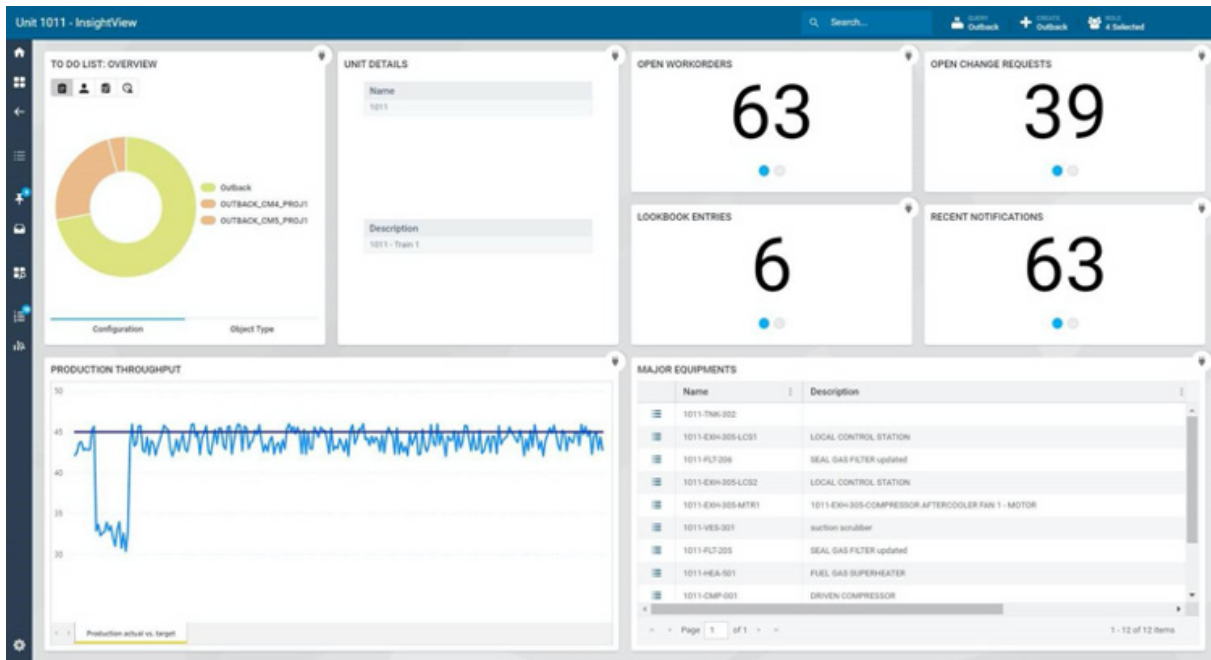 Unit 1011 - InsightView
Search...
QUERY
Outback
CREATE
Outback
ROLE
4 Selected
TO DO LIST: OVERVIEW
Outback
OUTBACK_CM4_PROJ1
OUTBACK_CM5_PROJ1
Configuration
Object Type
UNIT DETAILS
Name
1011
Description
1011 - Train 1
OPEN WORKORDERS
63
OPEN CHANGE REQUESTS
39
LOOKBOOK ENTRIES
6
RECENT NOTIFICATIONS
63
PRODUCTION THROUGHPUT
50
45
40
35
30
Production actual vs. target
MAJOR EQUIPMENTS
Name Description
1011-TNK-302
1011-EXH-305-LCS1 LOCAL CONTROL STATION
1011-FLT-206 SEAL GAS FILTER updated
1011-EXH-305-LCS2 LOCAL CONTROL STATION
1011-EXH-305-MTR1 1011-EXH-305-COMPRESSOR AFTERCOOLER FAN 1 - MOTOR
1011-VES-301 suction scrubber
1011-FLT-205 SEAL GAS FILTER updated
1011-HEA-501 FUEL GAS SUPERHEATER
1011-CMP-001 DRIVEN COMPRESSOR
Page 1 of 1
1 - 12 of 12 items